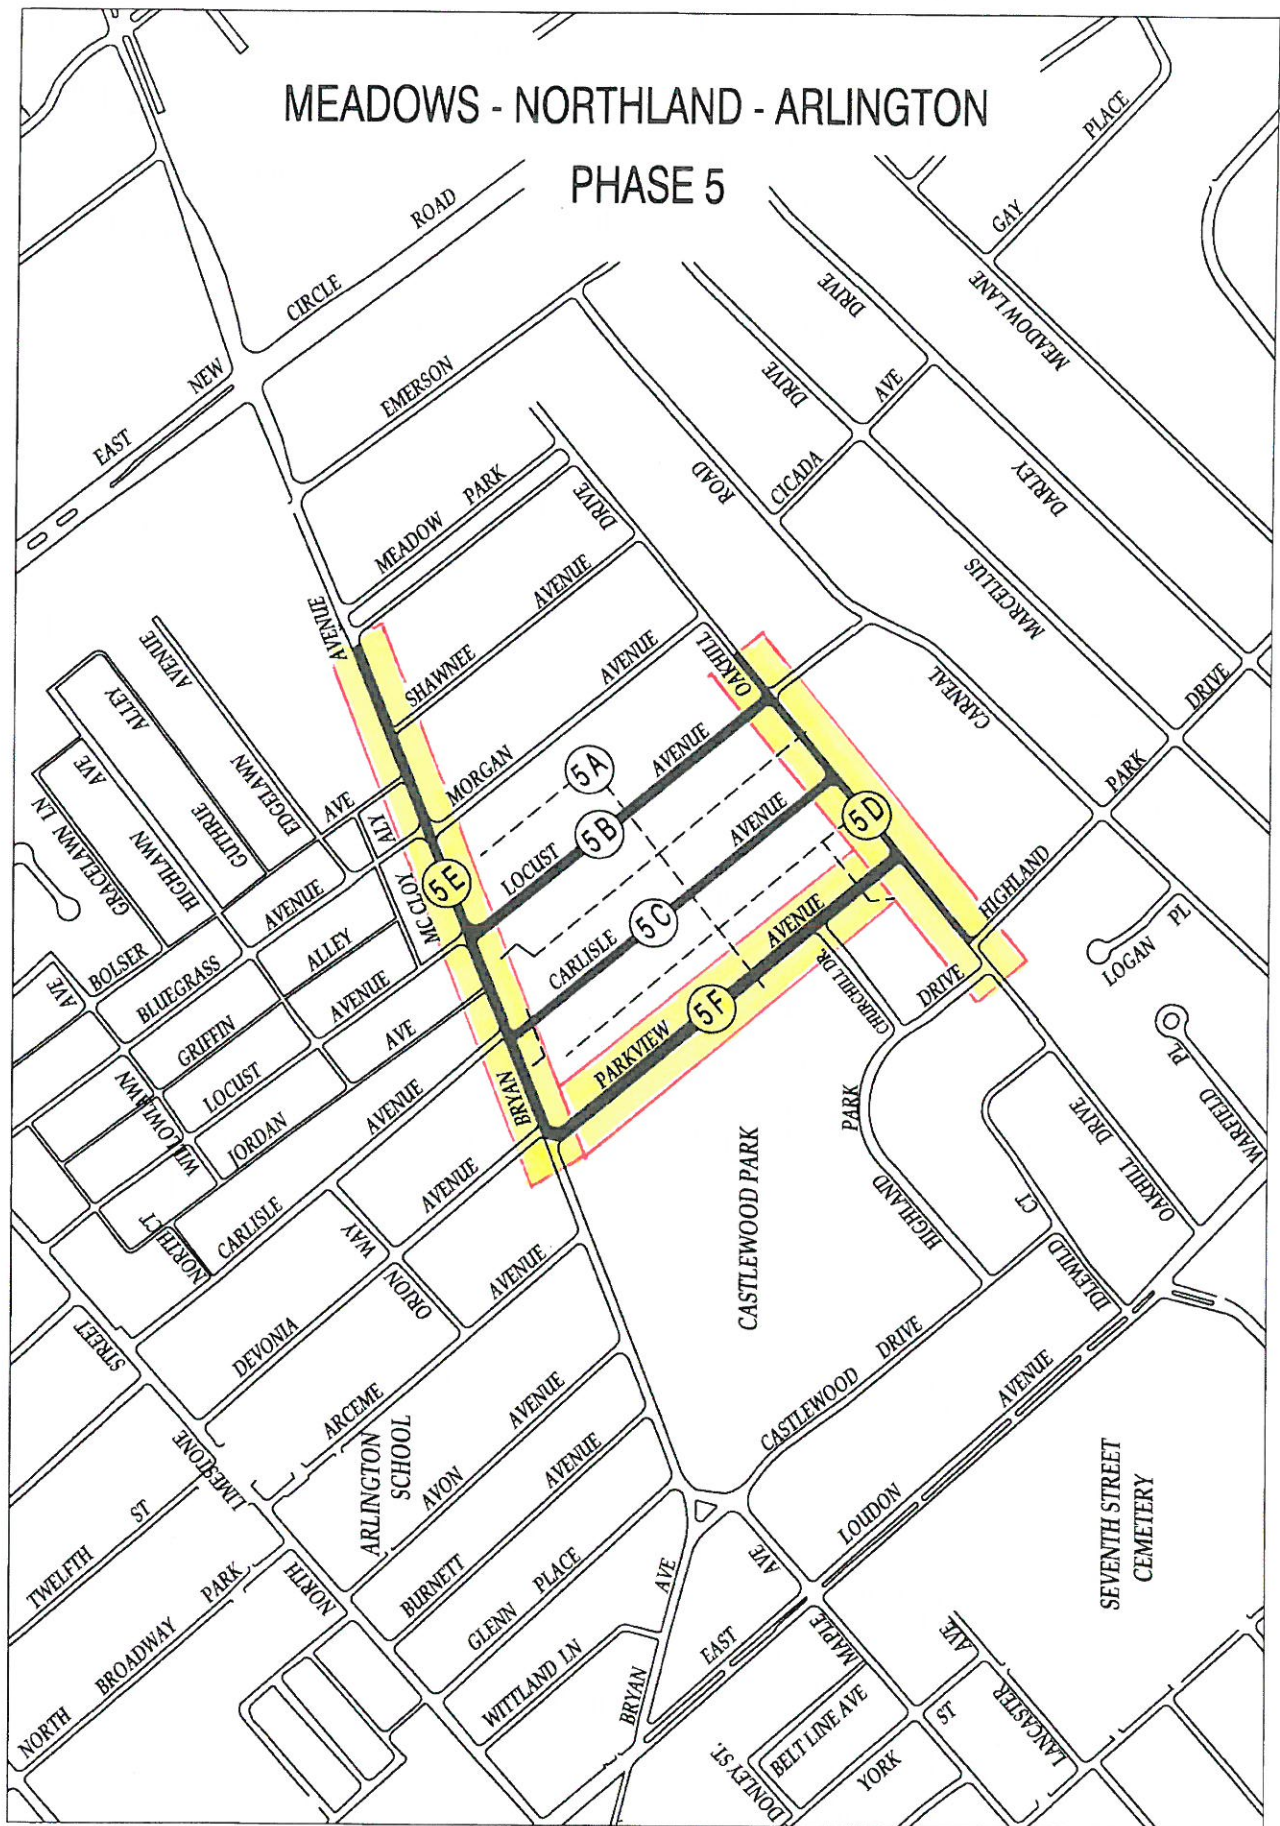 MEADOWS - NORTHLAND - ARLINGTON
PHASE 5
PLACE
GAY
ROAD
CIRCLE
NEW
EAST
MEADOW LANE
DRIVE
DRIVE
AVE
CICADA
DARLEY
EMERSON
ROAD
PARK
MEADOW
DRIVE
AVENUE
SHAWNEE
MARCELLUS
DRIVE
AVENUE
AVENUE
ALLEY
AVENUE
MORGAN
OAKHILL
CARNEAL
PARK
EDGELAWN
GUTHRIE
AVE
ALY
AVE
HIGHLAWN
GRACELAWN LN
5A
AVENUE
5B
LOCUST
AVENUE
5D
HIGHLAND
5E
MC CLOY
5C
CARLISLE
AVENUE
AVENUE
ALLEY
BOLSER
AVE
BLUEGRASS
GRIFFIN
AVENUE
AVE
LOCUST
WILLOWLAWN
JORDAN
AVENUE
BRYAN
PARKVIEW
5F
CHURCHILL DR.
DRIVE
LOGAN PL
WARFIELD PL
PARK
DRIVE
OAKHILL
CARLISLE
NORTH CT
AVENUE
WAY
ORION
AVENUE
CASTLEWOOD PARK
HIGHLAND
CT
IDLEWILD
DRIVE
STREET
DEVONIA
ARCEME
ARLINGTON
SCHOOL
AVENUE
AVON
AVENUE
CASTLEWOOD
AVENUE
LOUDON
LIMESTONE
TWELFTH ST
NORTH
BURNETT
PLACE
GLENN
AVE
AVE
EAST
MAPLE
SEVENTH STREET
CEMETERY
PARK
BROADWAY
NORTH
WITTLAND LN
BRYAN
BELT LINE AVE
DONLEY ST.
YORK
ST
AVE
LANCASTER